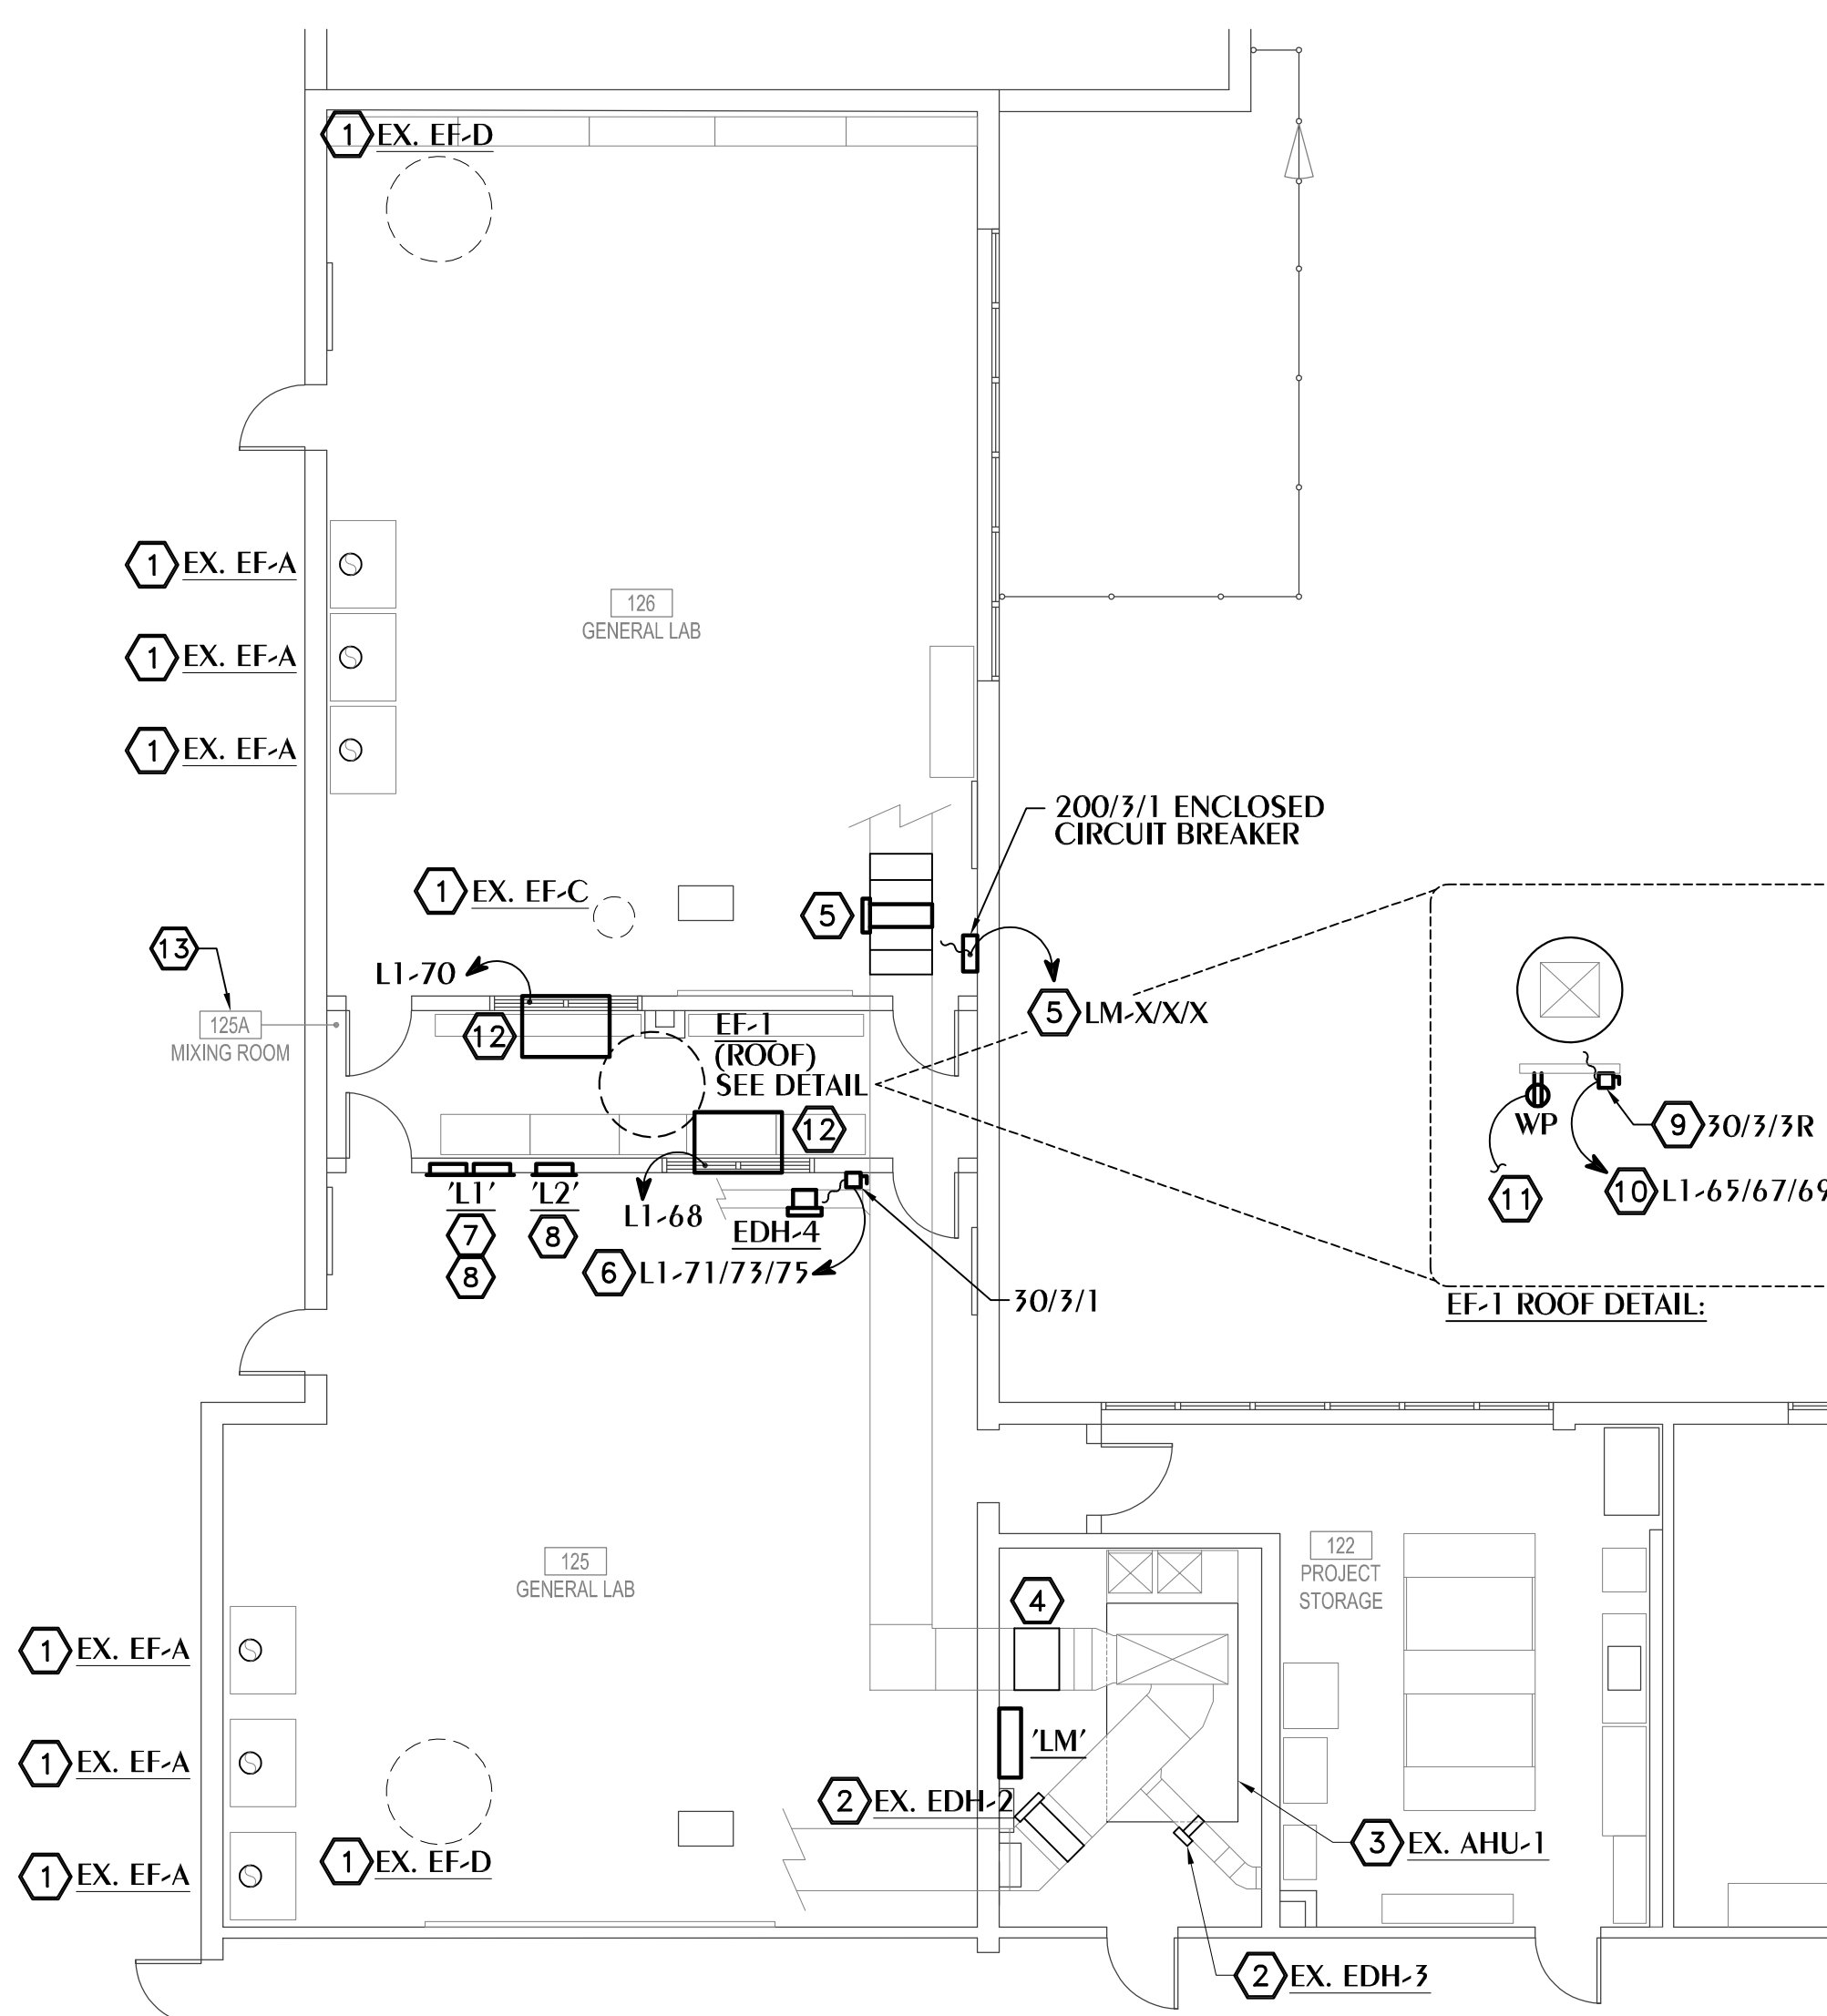 1 EX. EF-D
1 EX. EF-A
126
GENERAL LAB
1 EX. EF-A
1 EX. EF-A
200/3/1 ENCLOSED
CIRCUIT BREAKER
1 EX. EF-C
5
13
L1-70
5 LM-X/X/X
125A
MIXING ROOM
12
EF-1
(ROOF)
SEE DETAIL
12
WP
9 30/3/3R
11
10 L1-65/67/69
'L1'
7
8
'L2'
8
L1-68
EDH-4
6 L1-71/73/75
30/3/1
EF-1 ROOF DETAIL:
125
GENERAL LAB
122
PROJECT
STORAGE
4
1 EX. EF-A
'LM'
1 EX. EF-A
2 EX. EDH-2
3 EX. AHU-1
1 EX. EF-A
1 EX. EF-D
2 EX. EDH-3